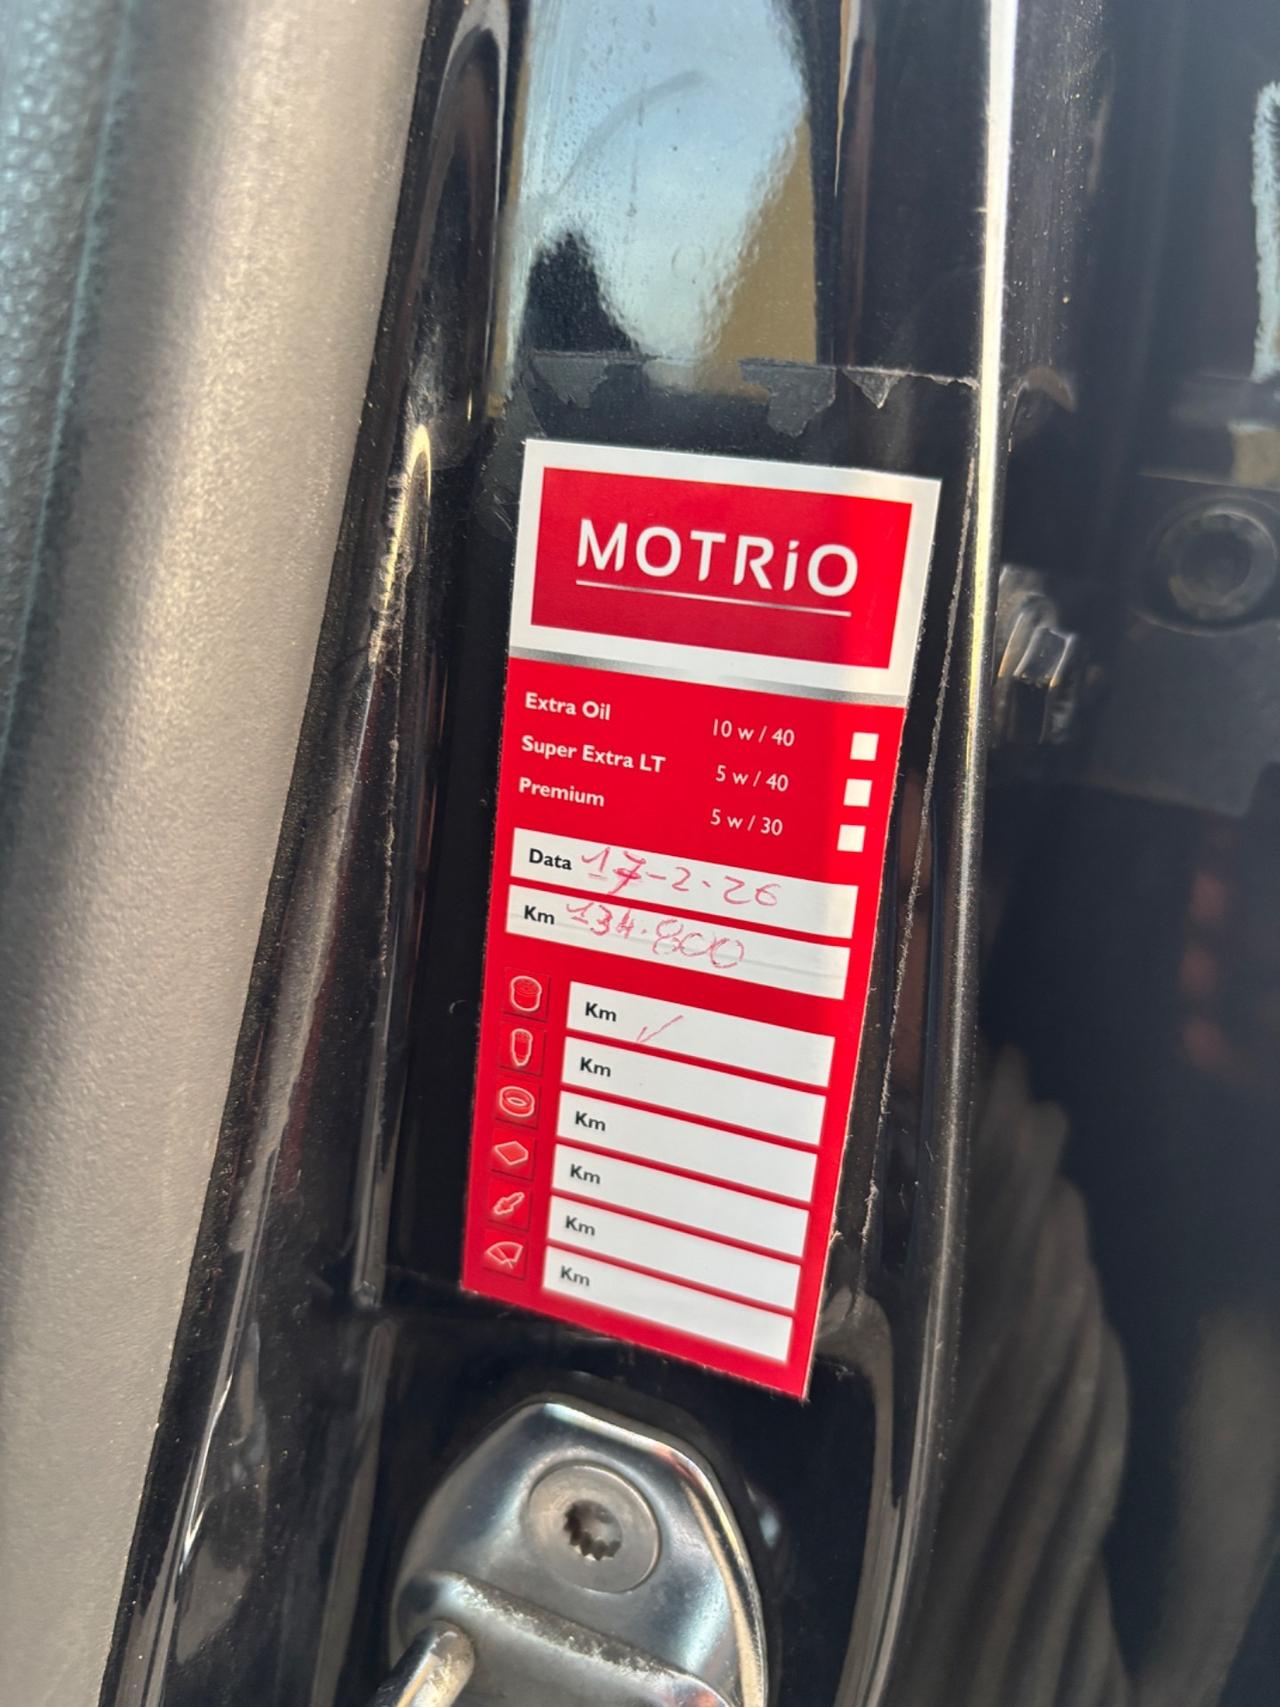 MOTRiO
Extra Oil 10 w / 40
Super Extra LT 5 w / 40
Premium 5 w / 30
Data 17-2-26
Km 134.800
Km ✓
Km
Km
Km
Km
Km